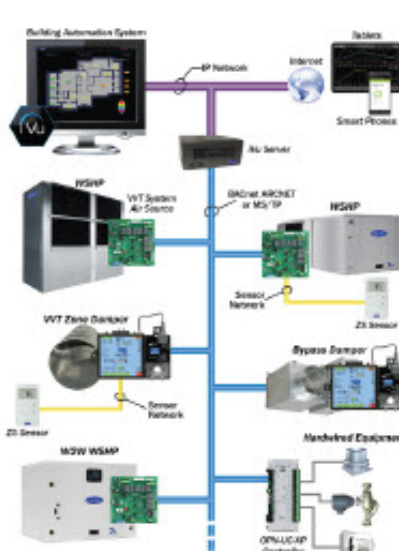 Building Automation System
Tablets
IP Network
Internet
i-Vu
Smart Phones
i-Vu Server
WSHP
VVT System
Air Source
BACnet ARCNET
or MS/TP
WSHP
Sensor
Network
ZS Sensor
VVT Zone Damper
Bypass Damper
Sensor
Network
ZS Sensor
W2W WSHP
Hardwired Equipment
OPN-UC-XP
Controller